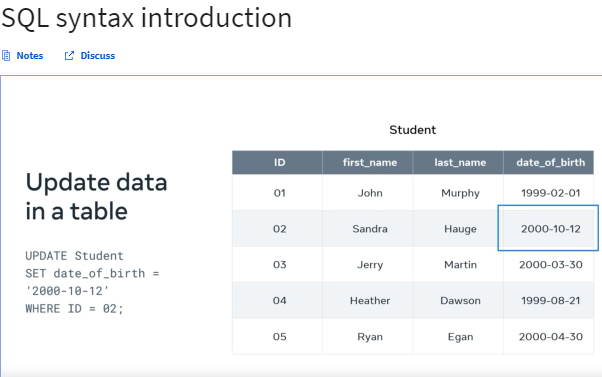 SQL syntax introduction
Notes Discuss
Student
Update data
in a table
UPDATE Student
SET date_of_birth =
'2000-10-12'
WHERE ID = 02;
ID first_name last_name date_of_birth
01 John Murphy 1999-02-01
02 Sandra Hauge 2000-10-12
03 Jerry Martin 2000-03-30
04 Heather Dawson 1999-08-21
05 Ryan Egan 2000-04-30